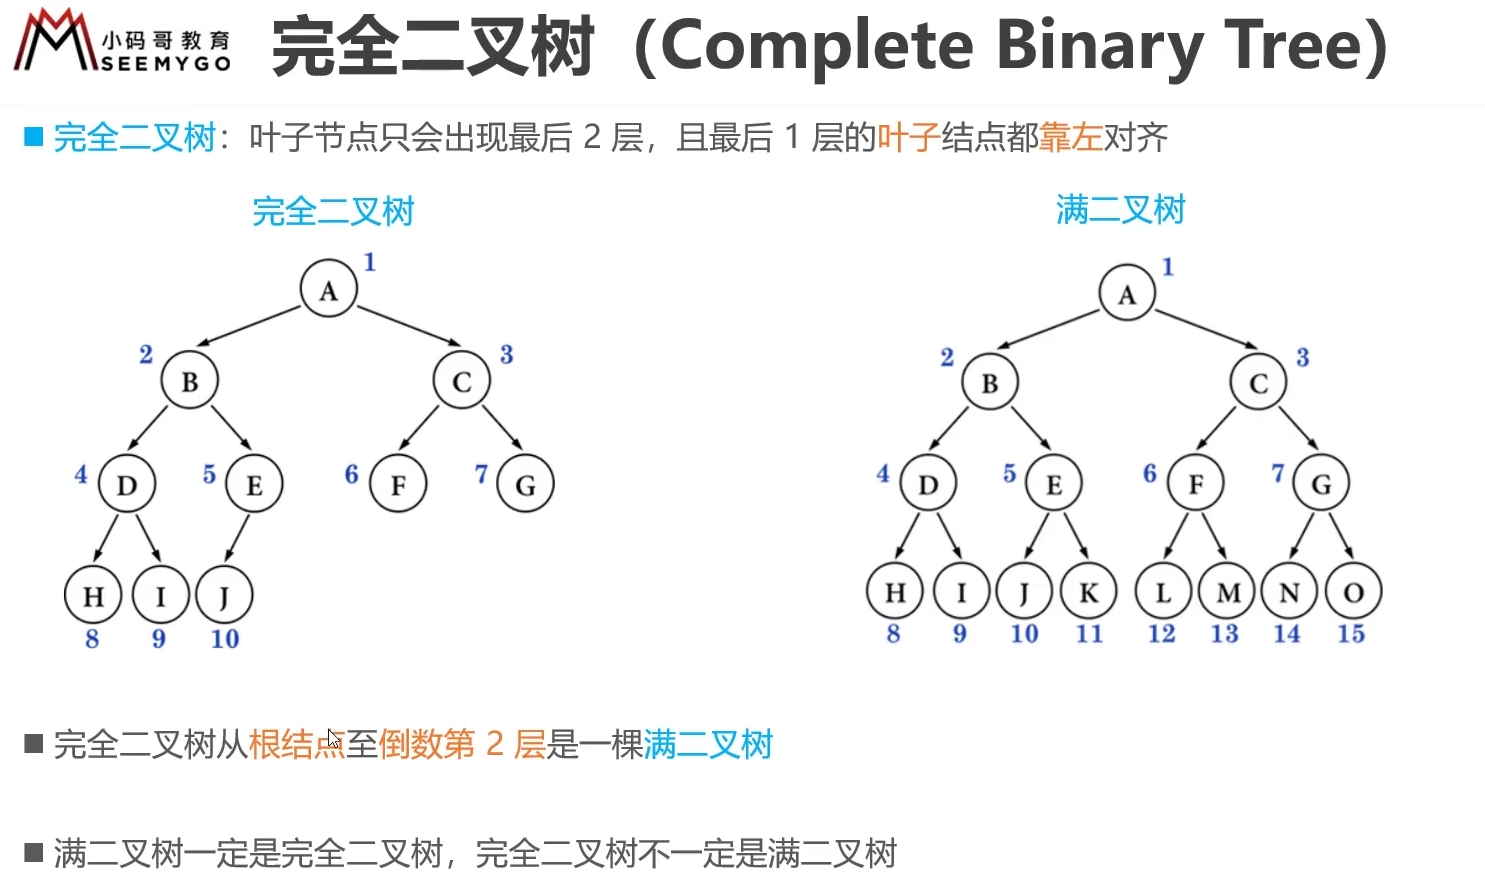 小码哥教育
SEEMYGO
完全二叉树（Complete Binary Tree）
完全二叉树：叶子节点只会出现最后 2 层，且最后 1 层的叶子结点都靠左对齐
完全二叉树
1
A
2
B
C
3
4
D
5
E
6
F
7
G
H
I
J
8
9
10
满二叉树
1
A
2
B
C
3
4
D
5
E
6
F
7
G
H
I
J
K
L
M
N
O
8
9
10
11
12
13
14
15
完全二叉树从根结点至倒数第 2 层是一棵满二叉树
满二叉树一定是完全二叉树，完全二叉树不一定是满二叉树